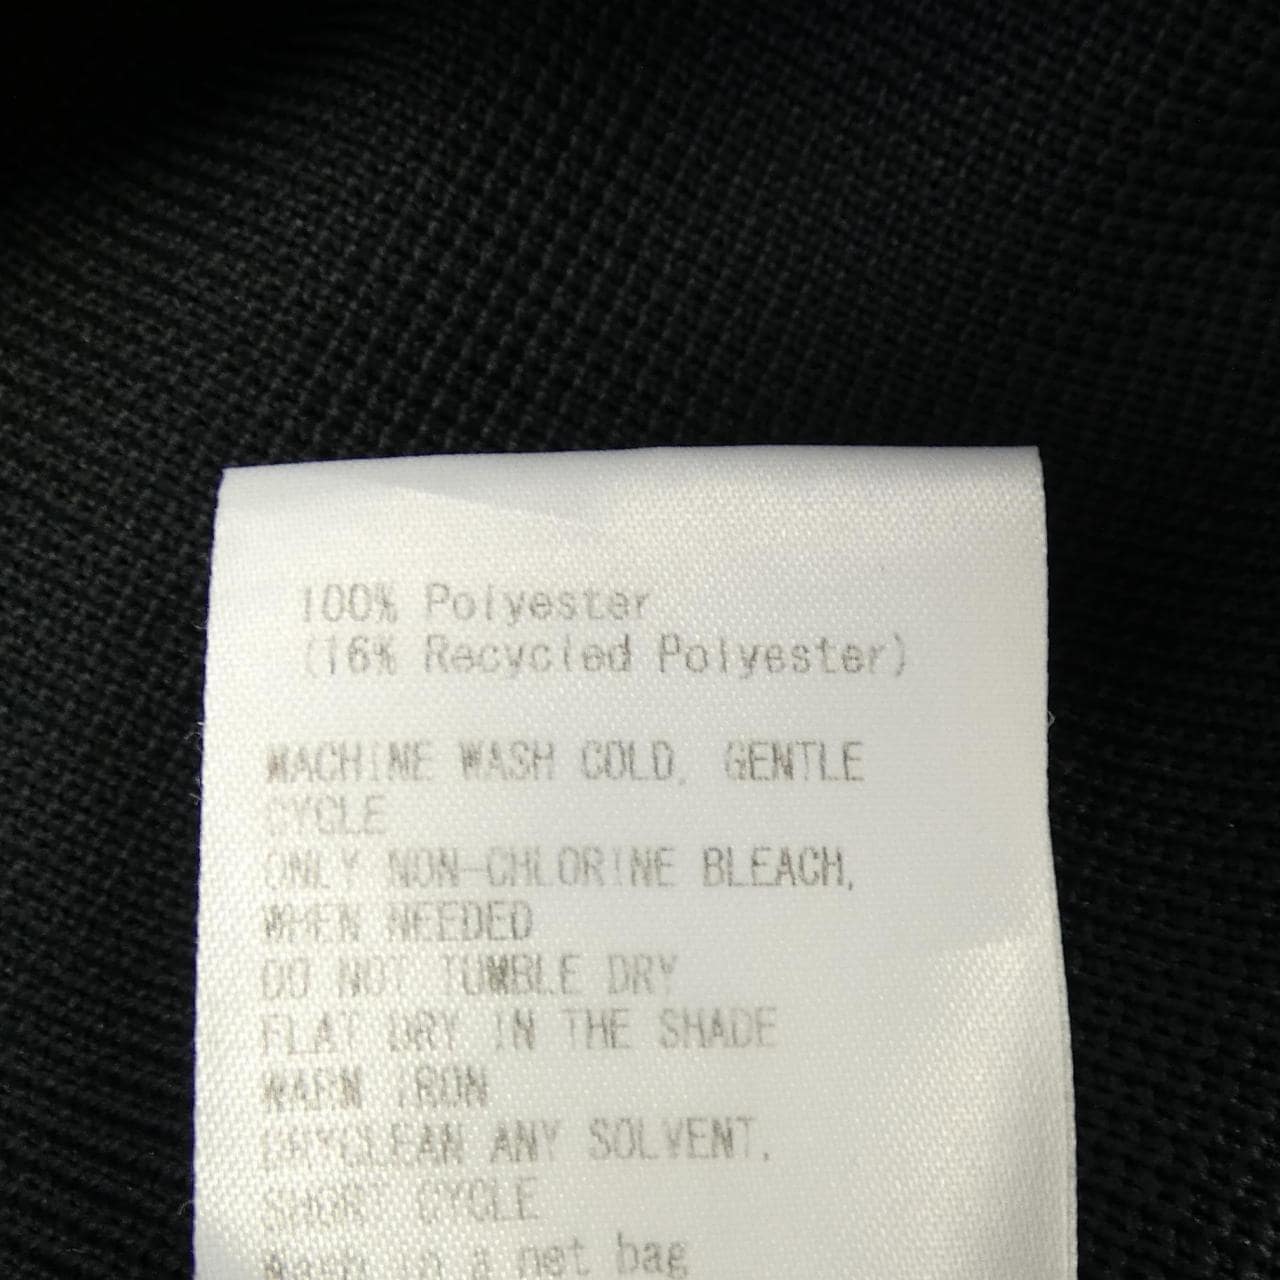 100% Polyester
(16% Recycled Polyester)
MACHINE WASH COLD, GENTLE
CYCLE
ONLY NON-CHLORINE BLEACH,
WHEN NEEDED
DO NOT TUMBLE DRY
FLAT DRY IN THE SHADE
WARM IRON
DRYCLEAN ANY SOLVENT,
SHORT CYCLE
Wash in a net bag